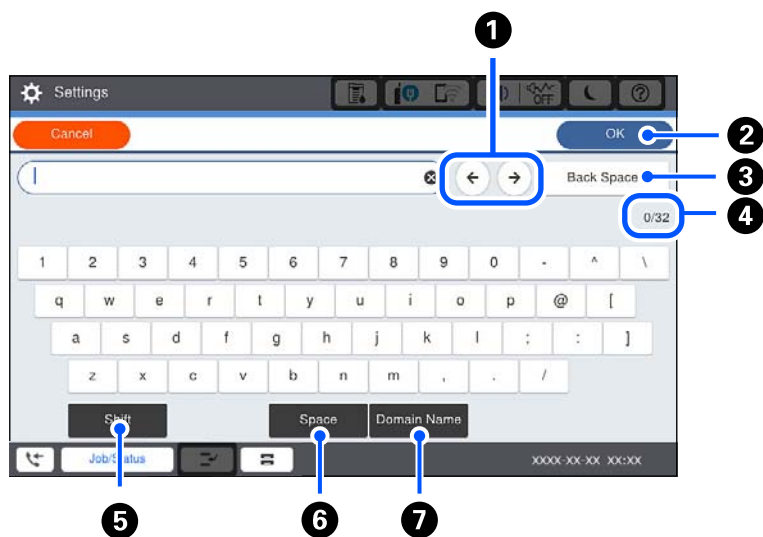 1
Settings
OFF
?
Cancel
OK
2
Back Space
3
0/32
4
1 2 3 4 5 6 7 8 9 0 - ^ \
q w e r t y u i o p @ [
a s d f g h j k l ; : ]
z x c v b n m , . /
Shift Space Domain Name
Job/Status
XXXX-XX-XX XX:XX
5 6 7